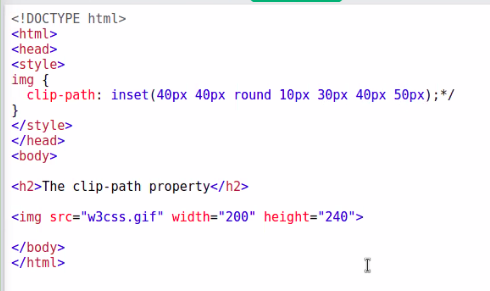 <!DOCTYPE html>
<html>
<head>
<style>
img {
  clip-path: inset(40px 40px round 10px 30px 40px 50px);*/
}
</style>
</head>
<body>

<h2>The clip-path property</h2>

<img src="w3css.gif" width="200" height="240">

</body>
</html>